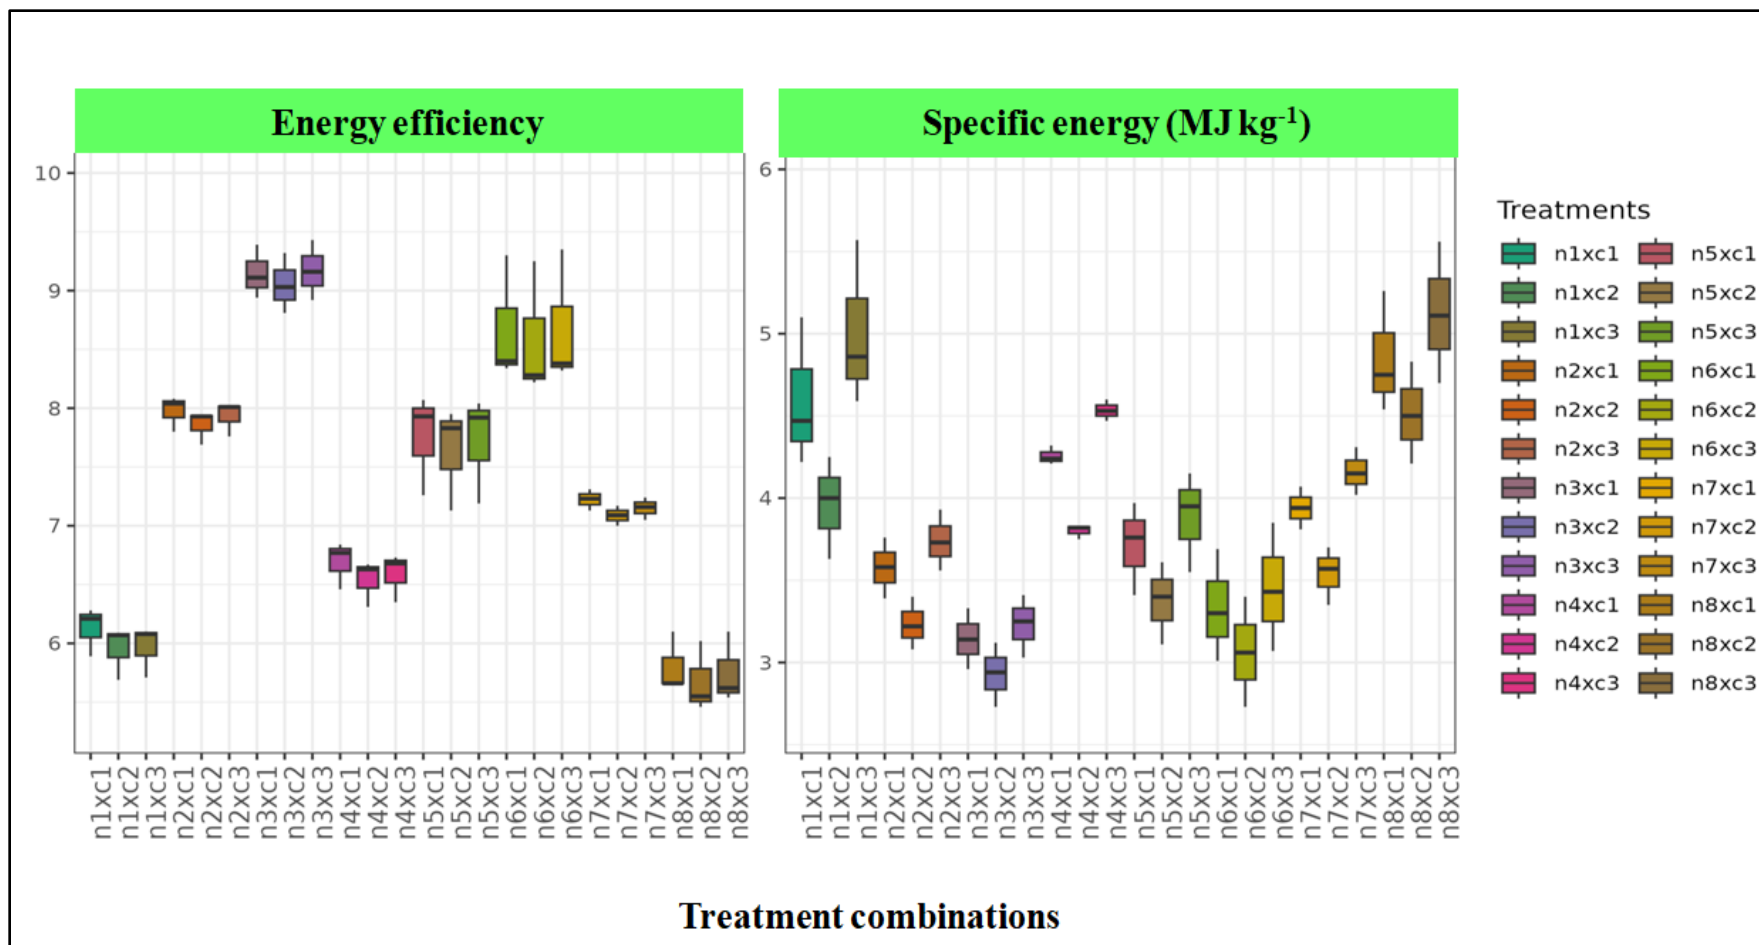 Energy efficiency
Specific energy (MJ kg-1)
10
9
8
7
6
n1xc1
n1xc2
n1xc3
n2xc1
n2xc2
n2xc3
n3xc1
n3xc2
n3xc3
n4xc1
n4xc2
n4xc3
n5xc1
n5xc2
n5xc3
n6xc1
n6xc2
n6xc3
n7xc1
n7xc2
n7xc3
n8xc1
n8xc2
n8xc3
6
5
4
3
n1xc1
n1xc2
n1xc3
n2xc1
n2xc2
n2xc3
n3xc1
n3xc2
n3xc3
n4xc1
n4xc2
n4xc3
n5xc1
n5xc2
n5xc3
n6xc1
n6xc2
n6xc3
n7xc1
n7xc2
n7xc3
n8xc1
n8xc2
n8xc3
Treatments
n1xc1 n5xc1
n1xc2 n5xc2
n1xc3 n5xc3
n2xc1 n6xc1
n2xc2 n6xc2
n2xc3 n6xc3
n3xc1 n7xc1
n3xc2 n7xc2
n3xc3 n7xc3
n4xc1 n8xc1
n4xc2 n8xc2
n4xc3 n8xc3
Treatment combinations